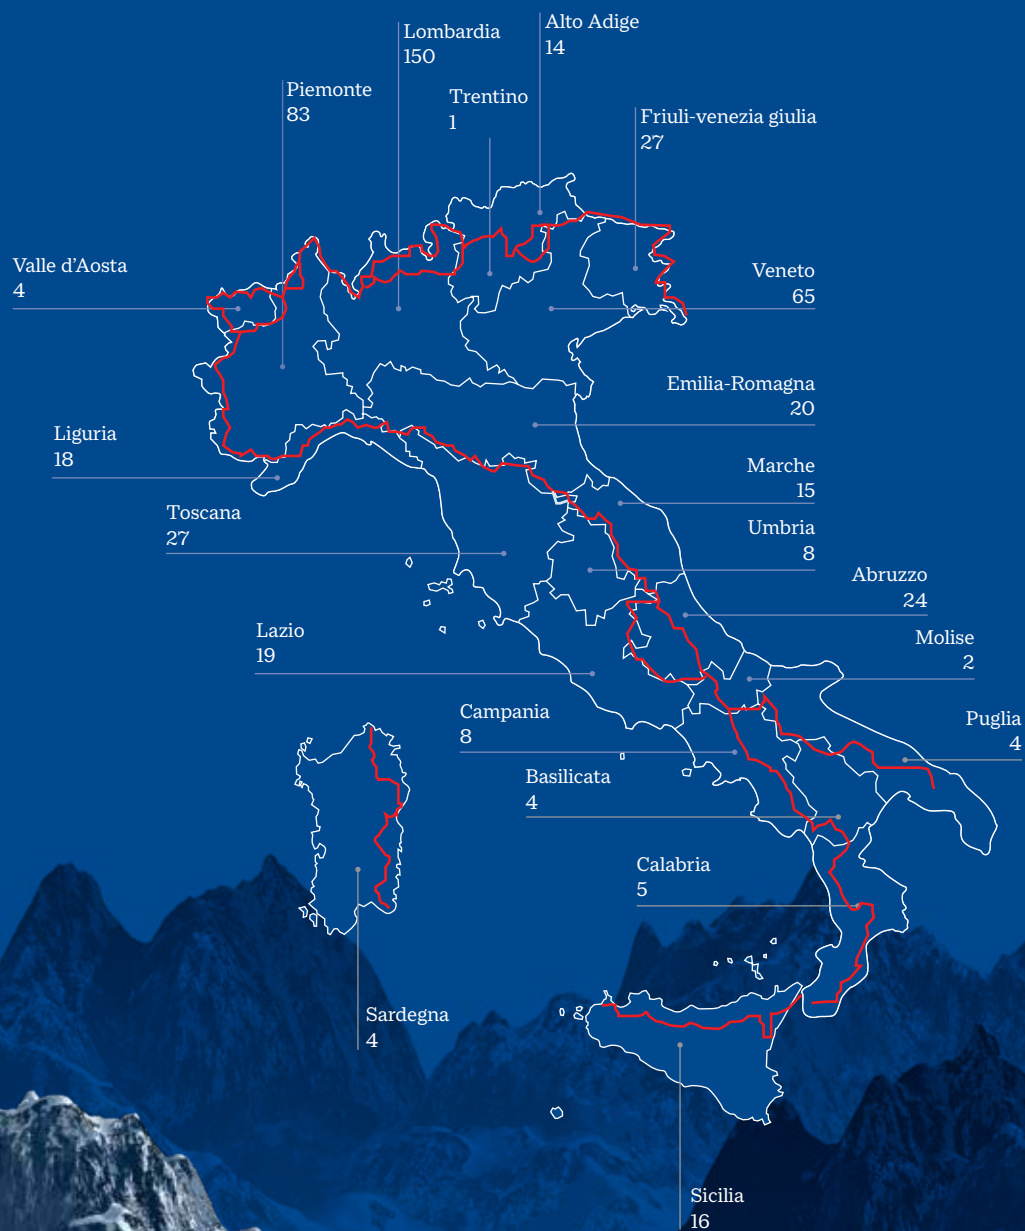 Lombardia
150
Alto Adige
14
Piemonte
83
Trentino
1
Friuli-venezia giulia
27
Valle d'Aosta
4
Veneto
65
Emilia-Romagna
20
Liguria
18
Marche
15
Toscana
27
Umbria
8
Abruzzo
24
Lazio
19
Molise
2
Campania
8
Puglia
4
Basilicata
4
Calabria
5
Sardegna
4
Sicilia
16